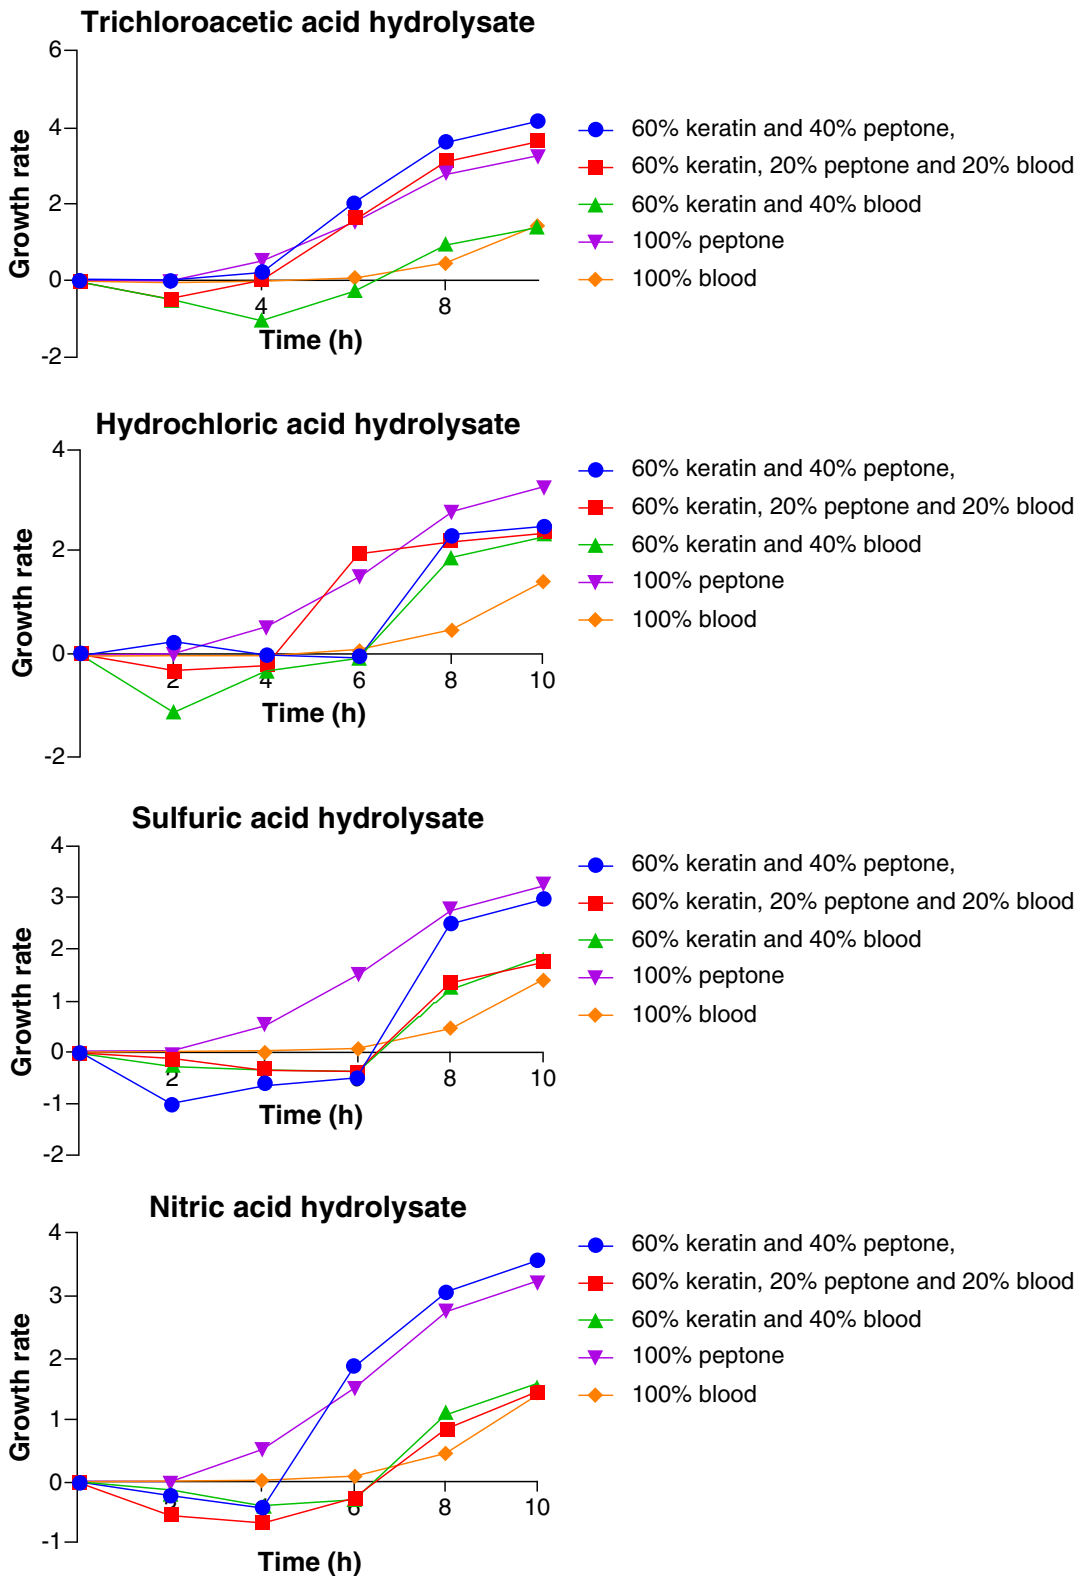 Trichloroacetic acid hydrolysate
6
4
2
0
-2
Growth rate
4
8
Time (h)
60% keratin and 40% peptone,
60% keratin, 20% peptone and 20% blood
60% keratin and 40% blood
100% peptone
100% blood
Hydrochloric acid hydrolysate
4
2
0
-2
Growth rate
2
4
6
8
10
Time (h)
60% keratin and 40% peptone,
60% keratin, 20% peptone and 20% blood
60% keratin and 40% blood
100% peptone
100% blood
Sulfuric acid hydrolysate
4
3
2
1
0
-1
-2
Growth rate
2
8
10
Time (h)
60% keratin and 40% peptone,
60% keratin, 20% peptone and 20% blood
60% keratin and 40% blood
100% peptone
100% blood
Nitric acid hydrolysate
4
3
2
1
0
-1
Growth rate
6
8
10
Time (h)
60% keratin and 40% peptone,
60% keratin, 20% peptone and 20% blood
60% keratin and 40% blood
100% peptone
100% blood